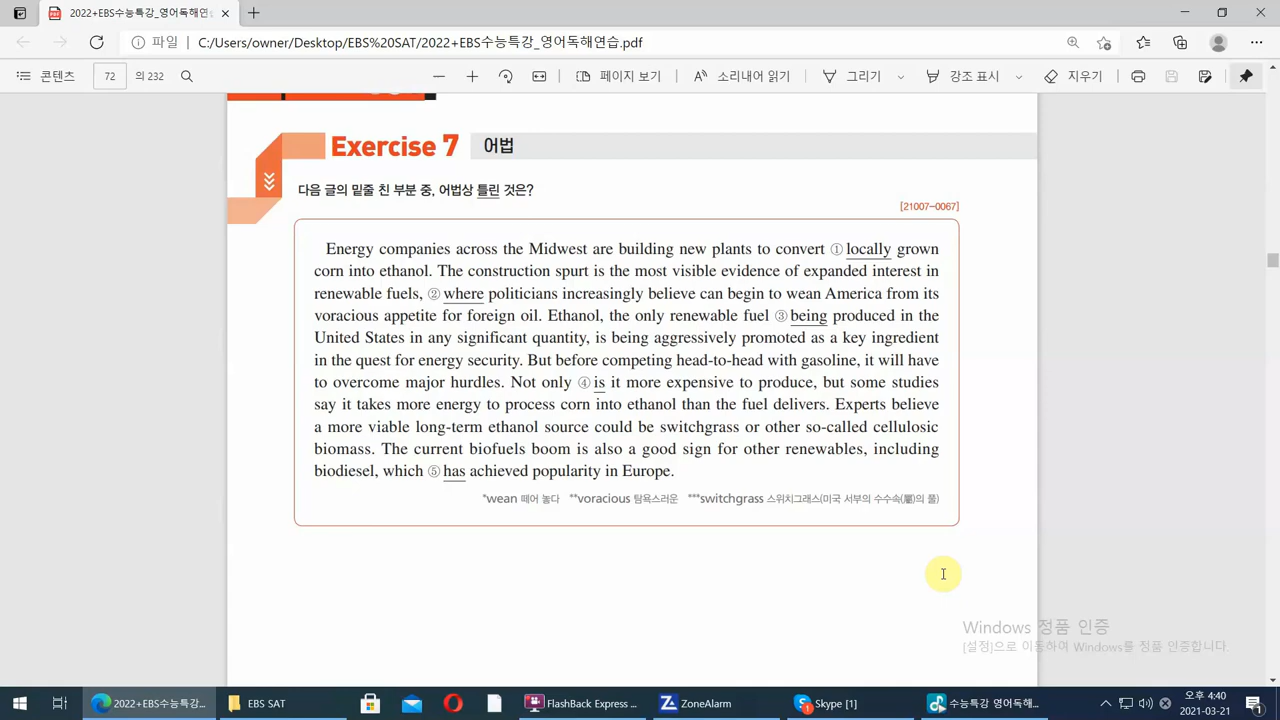 2022+EBS수능특강_영어독해연습
파일 C:/Users/owner/Desktop/EBS%20SAT/2022+EBS수능특강_영어독해연습.pdf
콘텐츠 72 의 232 페이지 보기 소리내어 읽기 그리기 강조 표시 지우기
Exercise 7 어법
다음 글의 밑줄 친 부분 중, 어법상 틀린 것은?
[21007-0067]
Energy companies across the Midwest are building new plants to convert ① locally grown
corn into ethanol. The construction spurt is the most visible evidence of expanded interest in
renewable fuels, ② where politicians increasingly believe can begin to wean America from its
voracious appetite for foreign oil. Ethanol, the only renewable fuel ③ being produced in the
United States in any significant quantity, is being aggressively promoted as a key ingredient
in the quest for energy security. But before competing head-to-head with gasoline, it will have
to overcome major hurdles. Not only ④ is it more expensive to produce, but some studies
say it takes more energy to process corn into ethanol than the fuel delivers. Experts believe
a more viable long-term ethanol source could be switchgrass or other so-called cellulosic
biomass. The current biofuels boom is also a good sign for other renewables, including
biodiesel, which ⑤ has achieved popularity in Europe.
*wean 떼어 놓다 **voracious 탐욕스러운 ***switchgrass 스위치그래스(미국 서부의 수수속(屬)의 풀)
Windows 정품 인증
[설정]으로 이동하여 Windows를 정품 인증합니다.
2022+EBS수능특강... EBS SAT FlashBack Express ... ZoneAlarm Skype [1] 수능특강 영어독해... 오후 4:40
2021-03-21